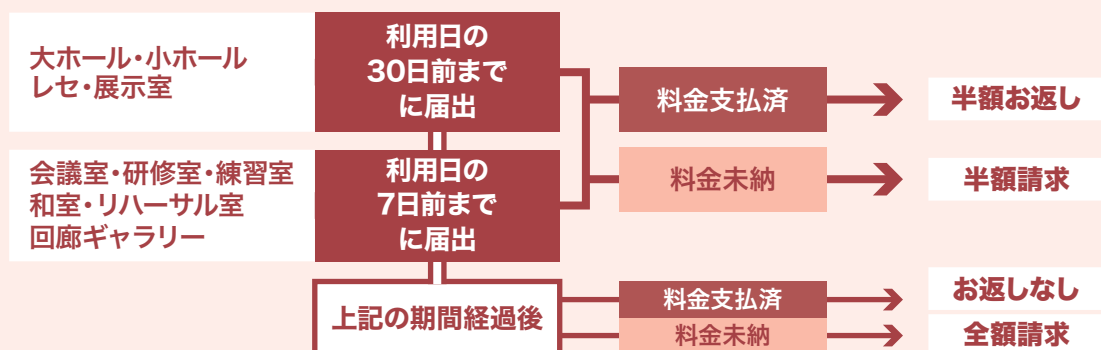 大ホール・小ホール
レセ・展示室
利用日の
30日前まで
に届出
料金支払済
半額お返し
会議室・研修室・練習室
和室・リハーサル室
回廊ギャラリー
利用日の
7日前まで
に届出
料金未納
半額請求
上記の期間経過後
料金支払済
お返しなし
料金未納
全額請求